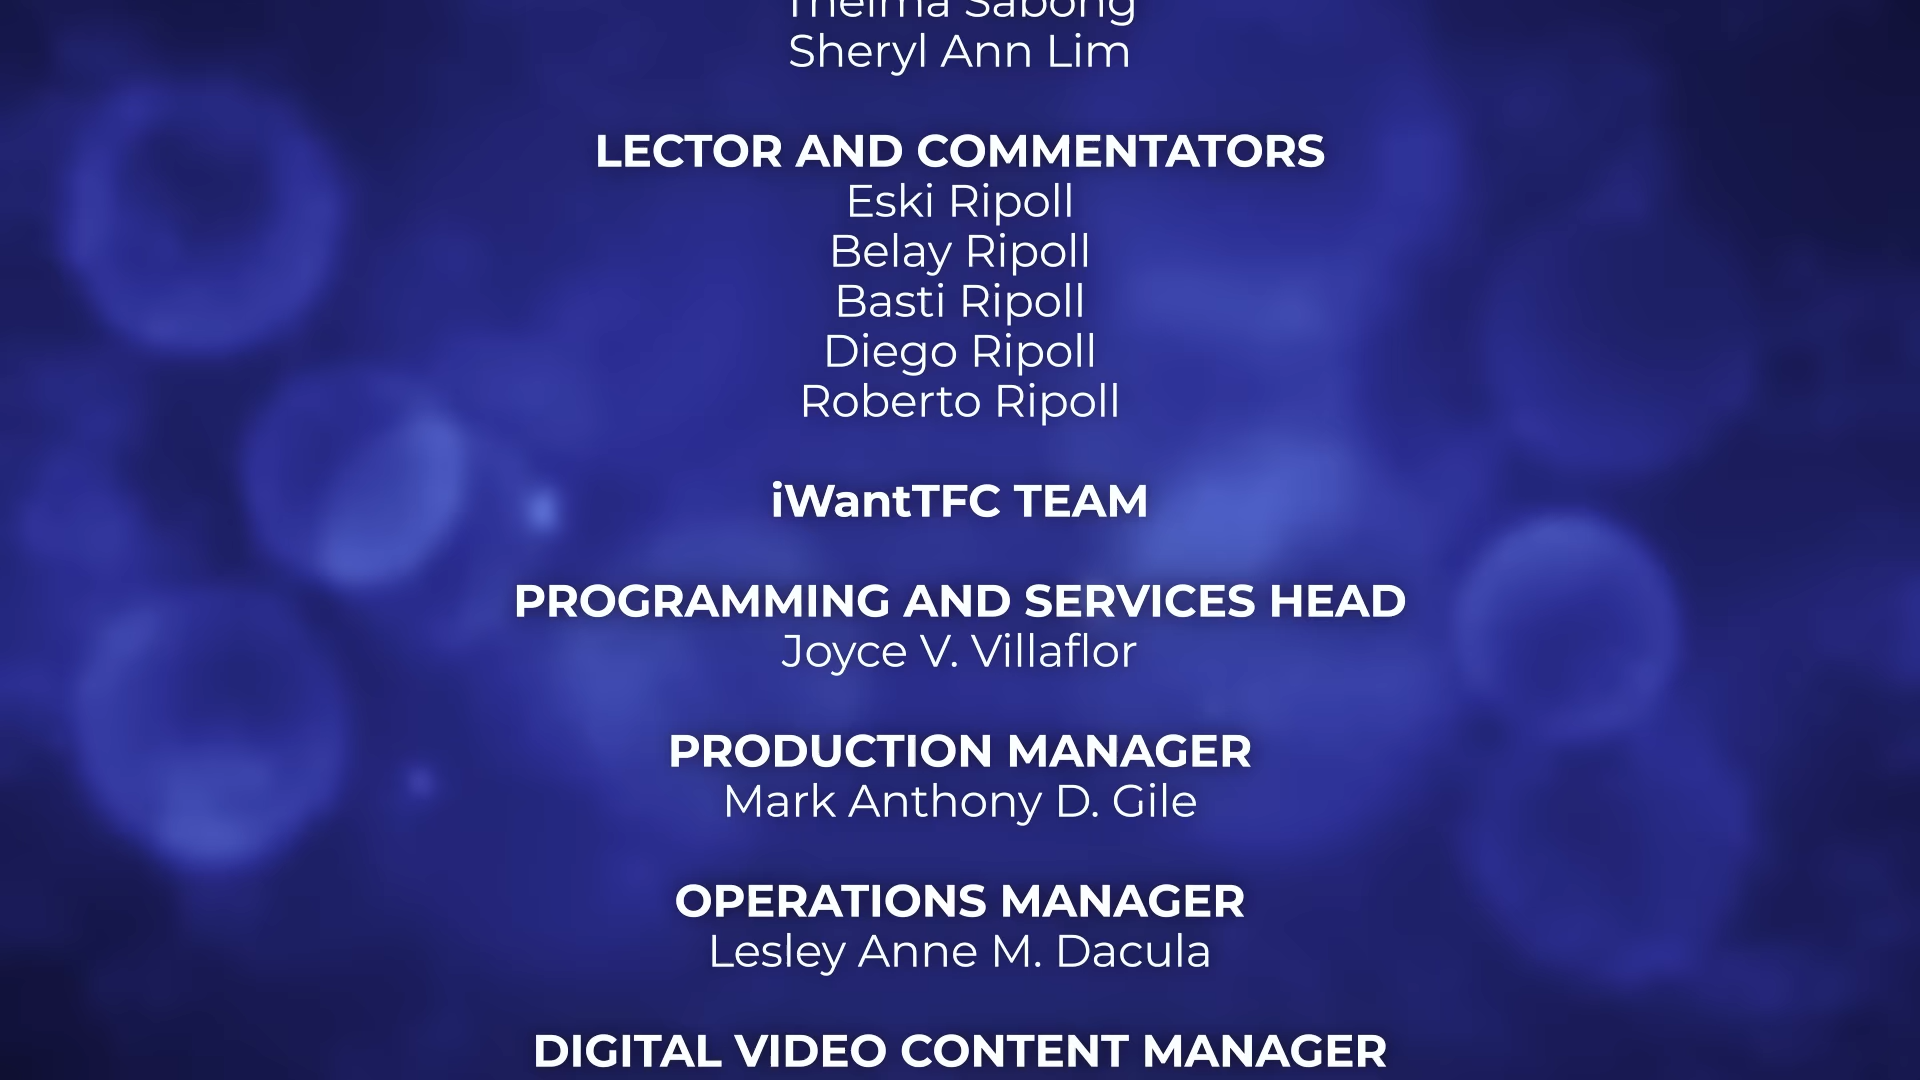 Thelma Sabong
Sheryl Ann Lim
LECTOR AND COMMENTATORS
Eski Ripoll
Belay Ripoll
Basti Ripoll
Diego Ripoll
Roberto Ripoll
iWantTFC TEAM
PROGRAMMING AND SERVICES HEAD
Joyce V. Villaflor
PRODUCTION MANAGER
Mark Anthony D. Gile
OPERATIONS MANAGER
Lesley Anne M. Dacula
DIGITAL VIDEO CONTENT MANAGER